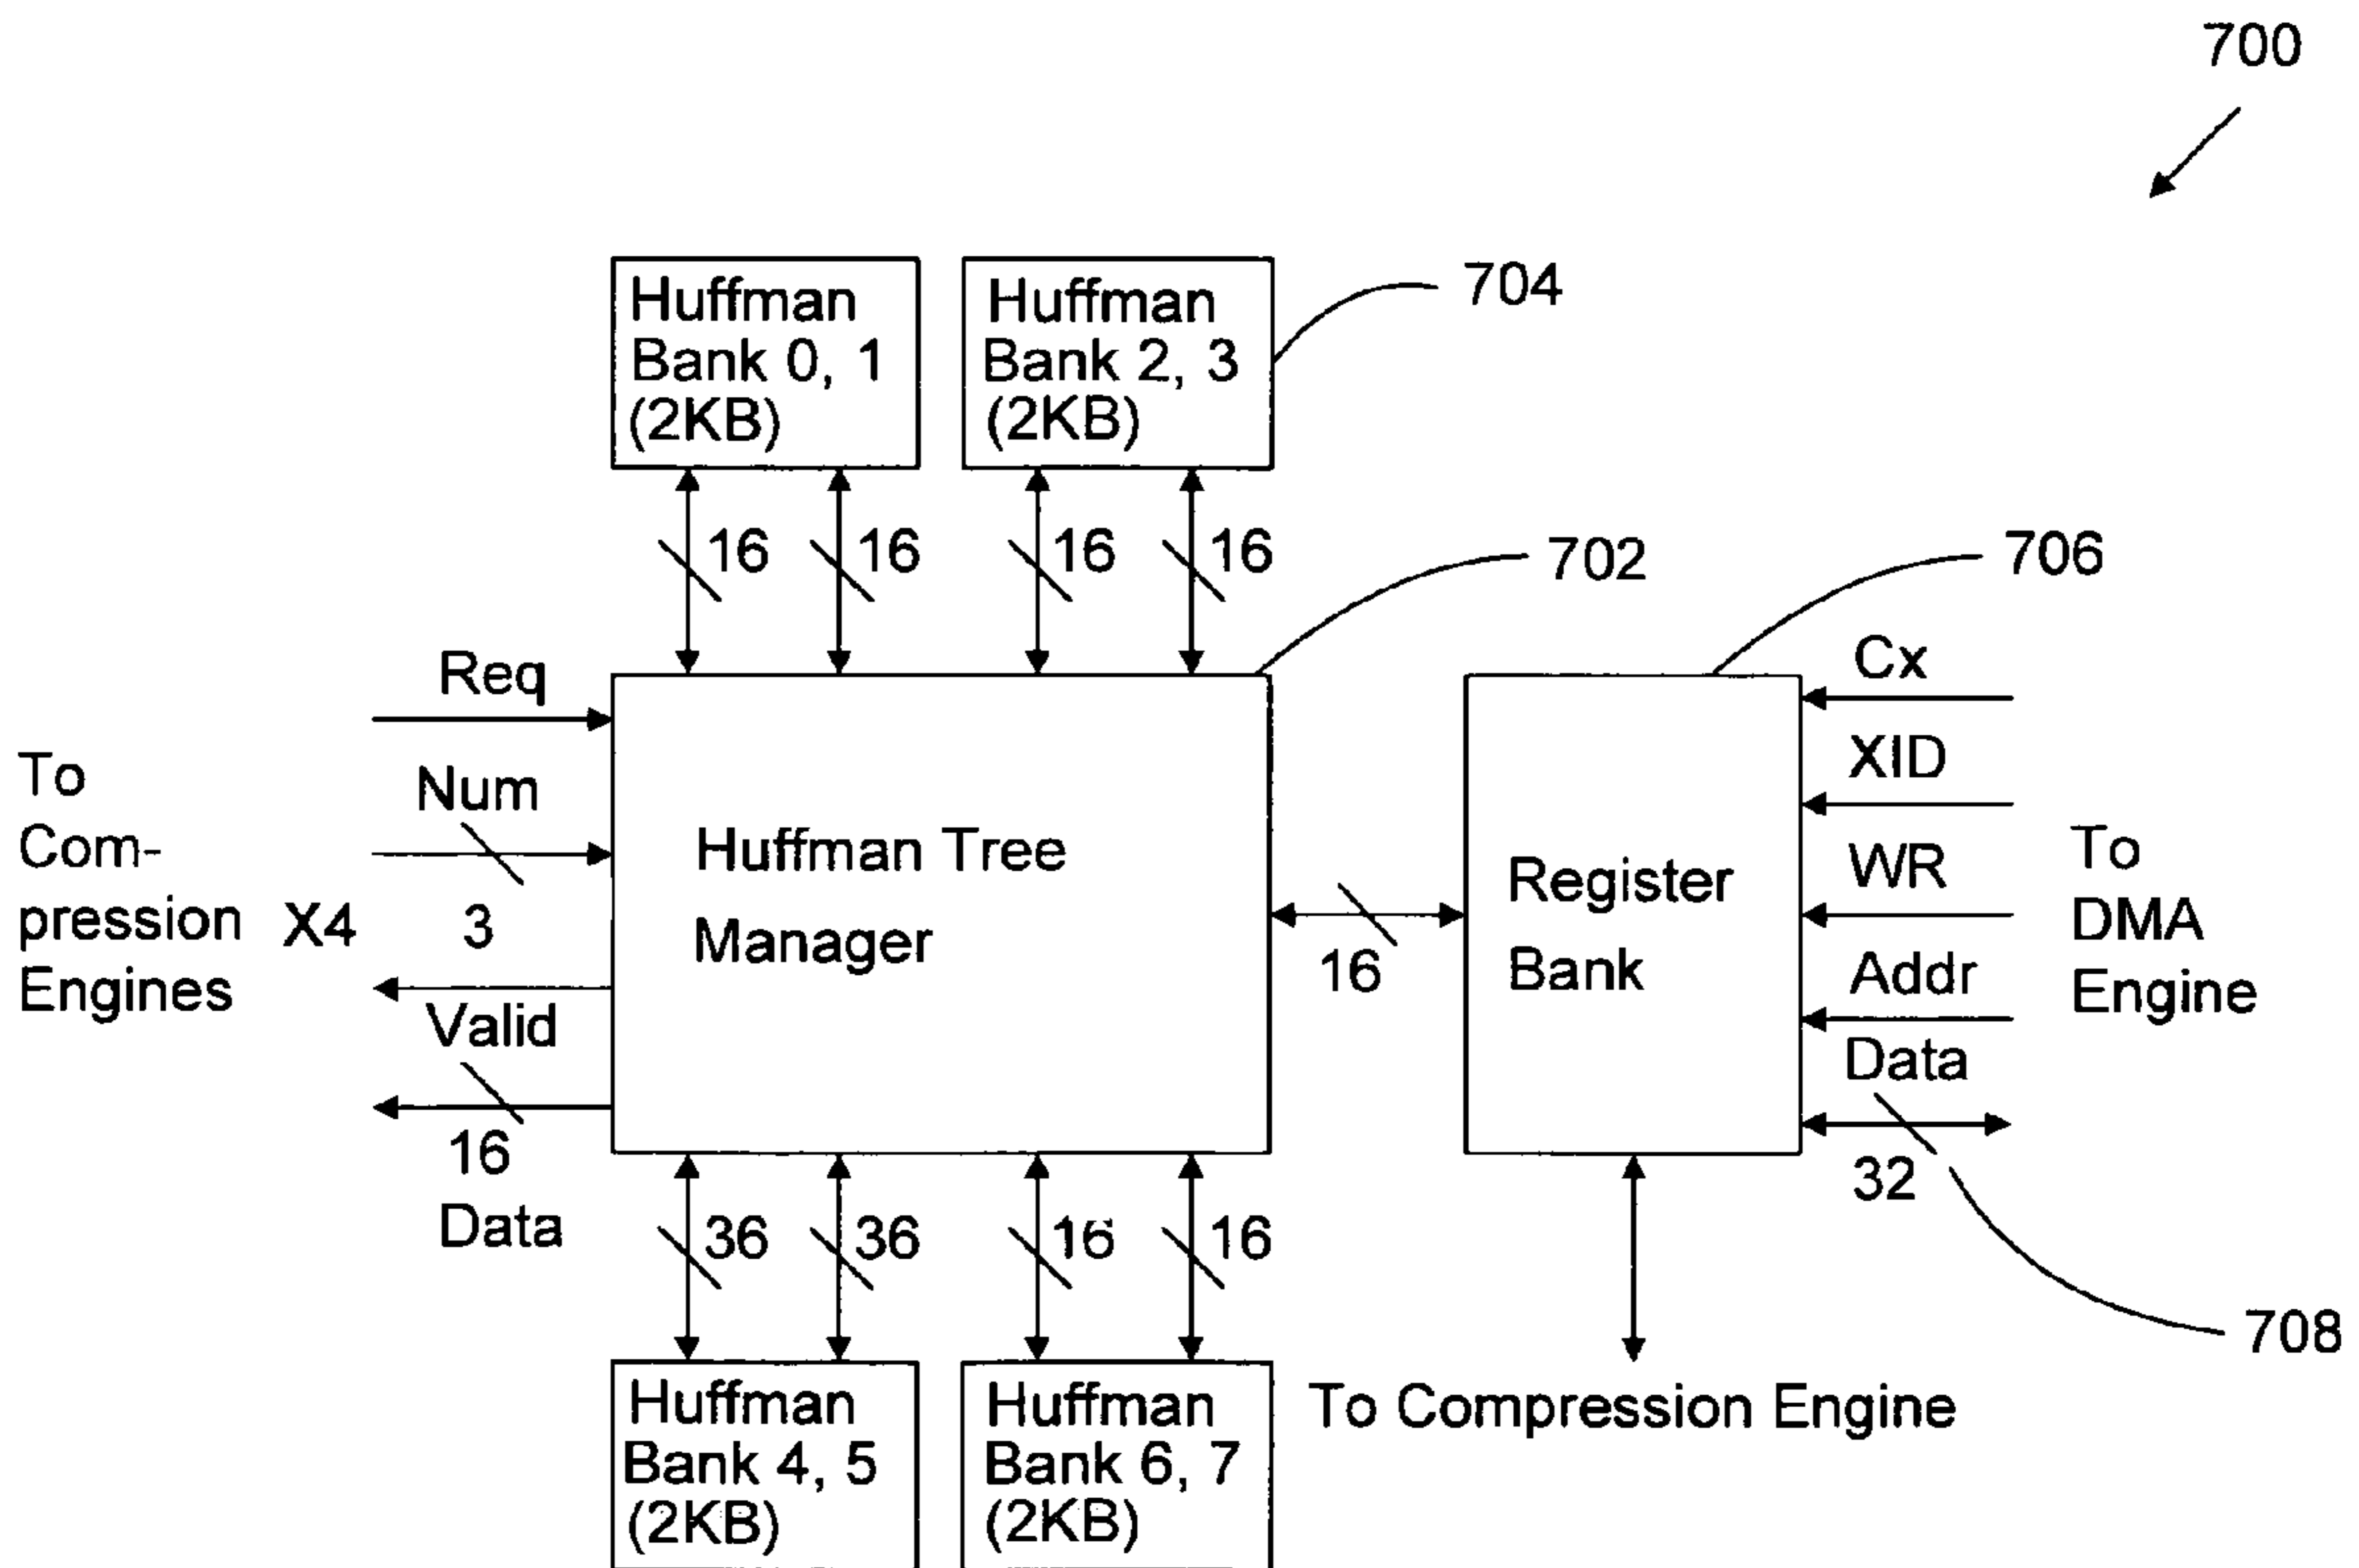 700
Huffman
Bank 0, 1
(2KB)
Huffman
Bank 2, 3
(2KB)
704
16
16
16
16
702
706
Req
Num
3
Valid
16
Data
To
Com-
pression
Engines
X4
Huffman Tree
Manager
16
Register
Bank
Cx
XID
WR
Addr
Data
32
To
DMA
Engine
708
36
36
16
16
Huffman
Bank 4, 5
(2KB)
Huffman
Bank 6, 7
(2KB)
To Compression Engine